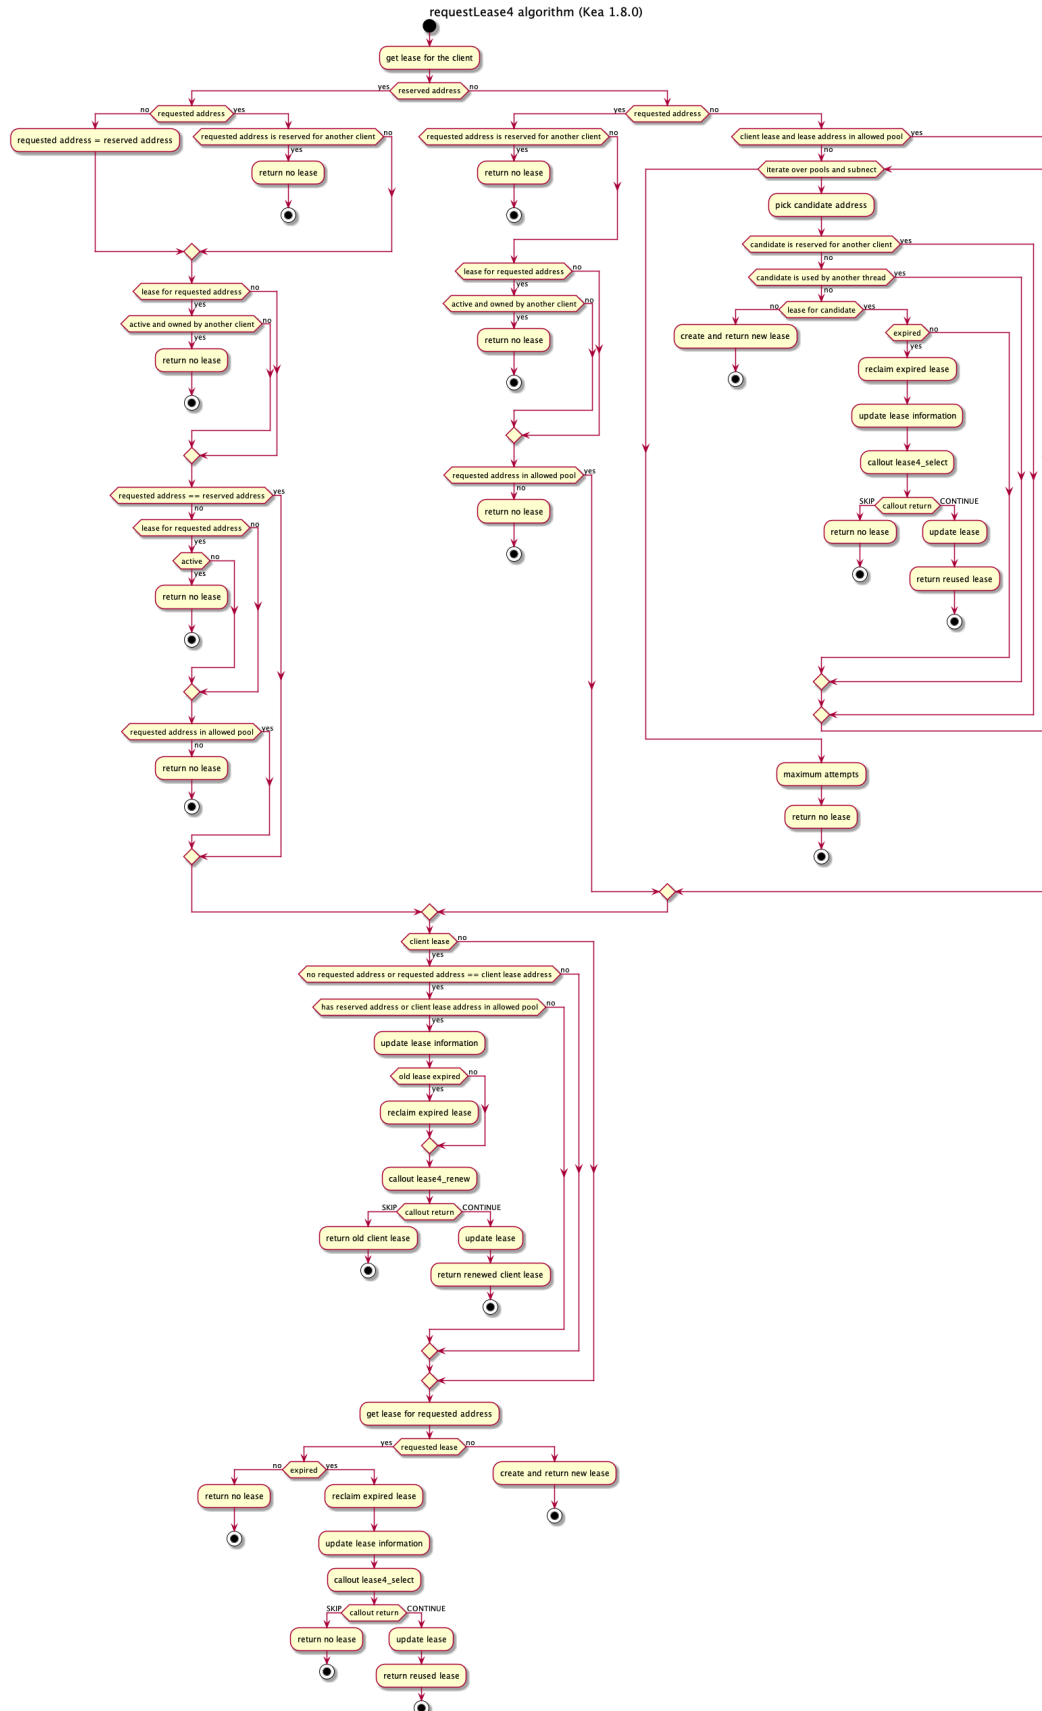 requestLease4 algorithm (Kea 1.8.0)
get lease for the client
yes
reserved address
no
no
requested address
yes
yes
requested address
no
requested address = reserved address
requested address is reserved for another client
no
yes
return no lease
requested address is reserved for another client
no
yes
return no lease
client lease and lease address in allowed pool
yes
no
iterate over pools and subnect
pick candidate address
candidate is reserved for another client
yes
no
candidate is used by another thread
yes
no
no
lease for candidate
yes
create and return new lease
expired
no
yes
reclaim expired lease
update lease information
callout lease4_select
SKIP
callout return
CONTINUE
return no lease
update lease
return reused lease
maximum attempts
return no lease
lease for requested address
no
yes
active and owned by another client
no
yes
return no lease
requested address in allowed pool
yes
no
return no lease
lease for requested address
no
yes
active and owned by another client
no
yes
return no lease
requested address == reserved address
yes
no
lease for requested address
no
yes
active
no
yes
return no lease
requested address in allowed pool
yes
no
return no lease
client lease
no
yes
no requested address or requested address == client lease address
no
yes
has reserved address or client lease address in allowed pool
no
yes
update lease information
old lease expired
no
yes
reclaim expired lease
callout lease4_renew
SKIP
callout return
CONTINUE
return old client lease
update lease
return renewed client lease
get lease for requested address
yes
requested lease
no
no
expired
yes
create and return new lease
return no lease
reclaim expired lease
update lease information
callout lease4_select
SKIP
callout return
CONTINUE
return no lease
update lease
return reused lease